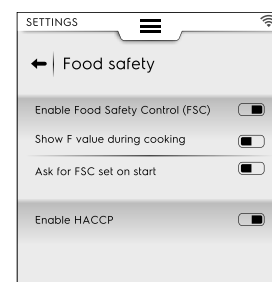 SETTINGS
Food safety
Enable Food Safety Control (FSC)
Show F value during cooking
Ask for FSC set on start
Enable HACCP